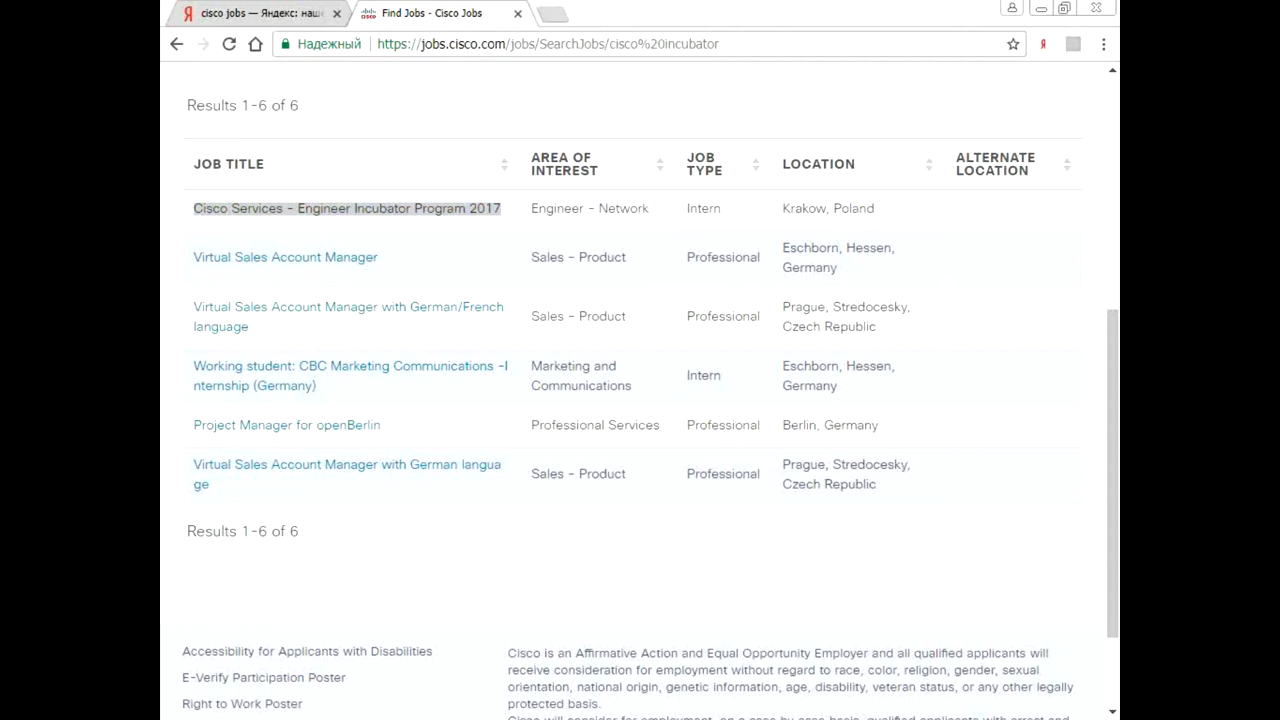 cisco jobs — Яндекс: наше
Find Jobs - Cisco Jobs
Надежный
https://jobs.cisco.com/jobs/SearchJobs/cisco%20incubator
Results 1-6 of 6
JOB TITLE
AREA OF INTEREST
JOB TYPE
LOCATION
ALTERNATE LOCATION
Cisco Services - Engineer Incubator Program 2017
Engineer - Network
Intern
Krakow, Poland
Virtual Sales Account Manager
Sales - Product
Professional
Eschborn, Hessen,
Germany
Virtual Sales Account Manager with German/French
language
Sales - Product
Professional
Prague, Stredocesky,
Czech Republic
Working student: CBC Marketing Communications -I
nternship (Germany)
Marketing and
Communications
Intern
Eschborn, Hessen,
Germany
Project Manager for openBerlin
Professional Services
Professional
Berlin, Germany
Virtual Sales Account Manager with German langua
ge
Sales - Product
Professional
Prague, Stredocesky,
Czech Republic
Results 1-6 of 6
Accessibility for Applicants with Disabilities
E-Verify Participation Poster
Right to Work Poster
Cisco is an Affirmative Action and Equal Opportunity Employer and all qualified applicants will
receive consideration for employment without regard to race, color, religion, gender, sexual
orientation, national origin, genetic information, age, disability, veteran status, or any other legally
protected basis.